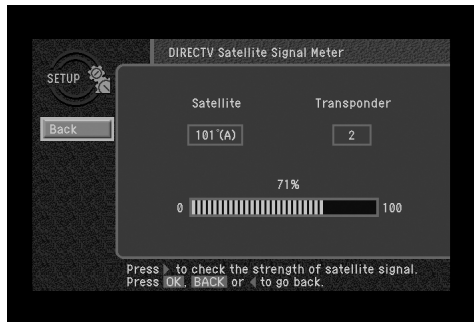 DIRECTV Satellite Signal Meter
SETUP
Satellite Transponder
Back
101°(A) 2
71%
0 100
Press ▶ to check the strength of satellite signal.
Press OK, BACK or ◀ to go back.